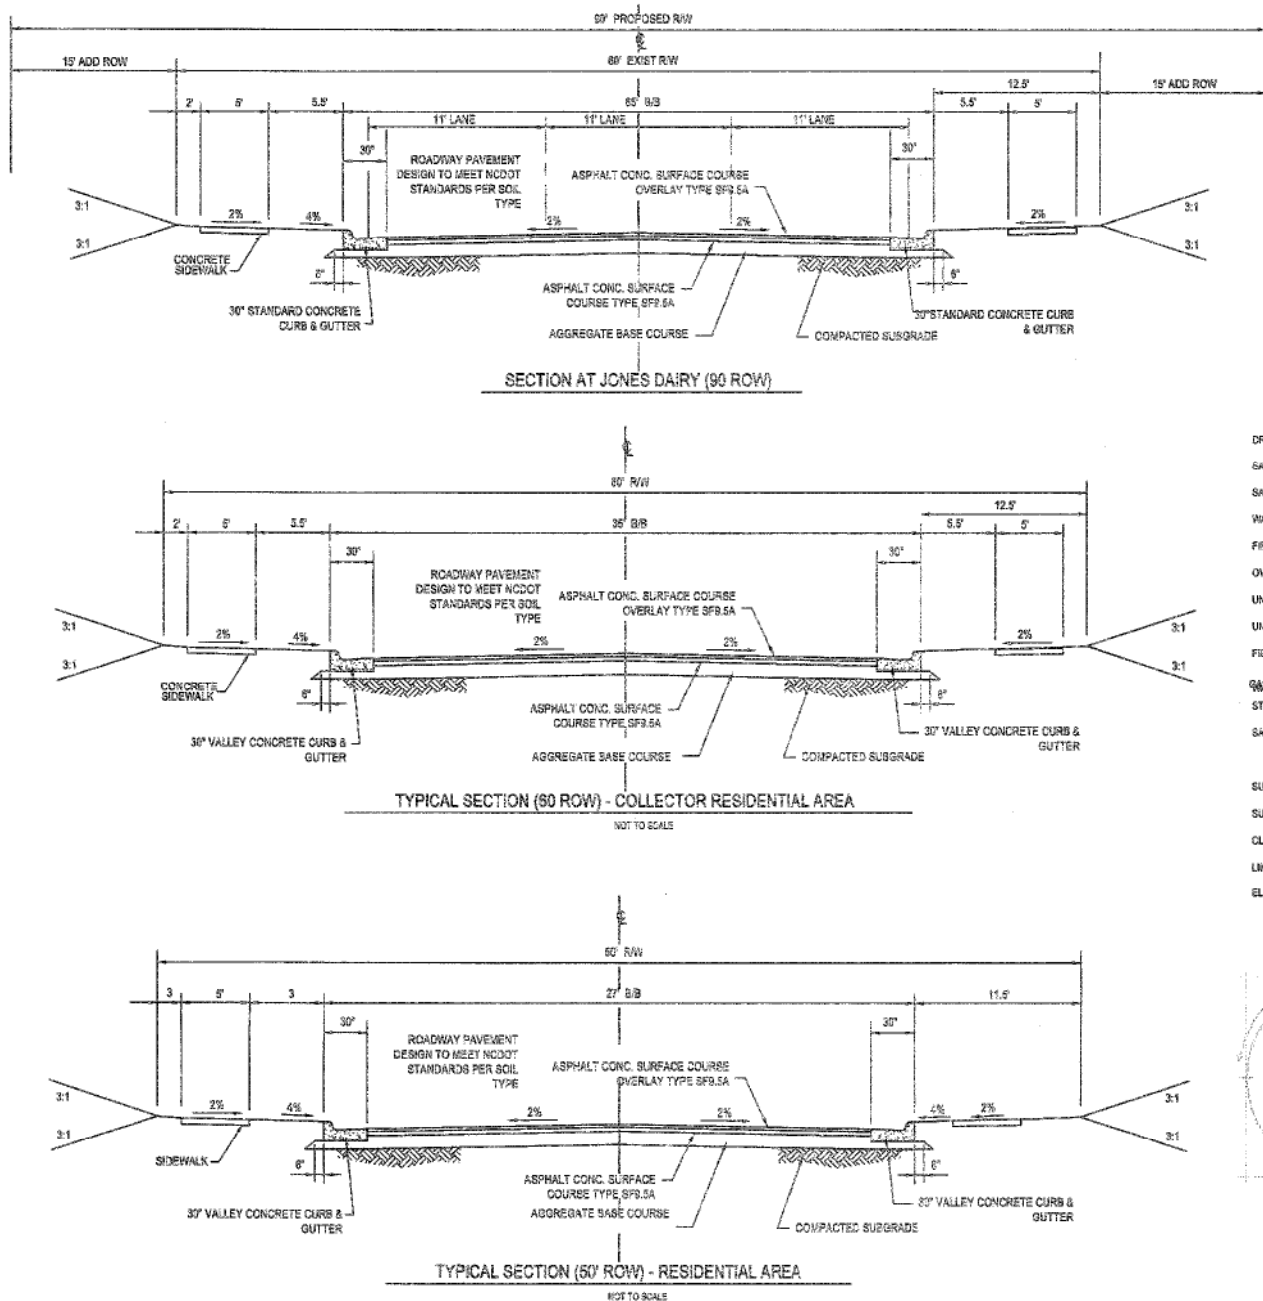 90' PROPOSED R/W
15' ADD ROW
60' EXIST R/W
12.5'
15' ADD ROW
2'
5'
5.5'
65' B/B
5.5'
5'
11' LANE
11' LANE
11' LANE
30"
30"
ROADWAY PAVEMENT
DESIGN TO MEET NCDOT
STANDARDS PER SOIL
TYPE
ASPHALT CONC. SURFACE COURSE
OVERLAY TYPE SF9.5A
3:1
3:1
2%
4%
2%
2%
2%
3:1
3:1
CONCRETE
SIDEWALK
6"
6"
30" STANDARD CONCRETE
CURB & GUTTER
ASPHALT CONC. SURFACE
COURSE TYPE SF9.5A
AGGREGATE BASE COURSE
COMPACTED SUBGRADE
30" STANDARD CONCRETE CURB
& GUTTER
SECTION AT JONES DAIRY (90 ROW)
60' R/W
12.5'
2'
5'
5.5'
35' B/B
5.5'
5'
30"
30"
ROADWAY PAVEMENT
DESIGN TO MEET NCDOT
STANDARDS PER SOIL
TYPE
ASPHALT CONC. SURFACE COURSE
OVERLAY TYPE SF9.5A
3:1
3:1
2%
4%
2%
2%
2%
3:1
3:1
CONCRETE
SIDEWALK
6"
6"
30" VALLEY CONCRETE CURB &
GUTTER
ASPHALT CONC. SURFACE
COURSE TYPE SF9.5A
AGGREGATE BASE COURSE
COMPACTED SUBGRADE
30" VALLEY CONCRETE CURB &
GUTTER
TYPICAL SECTION (60 ROW) - COLLECTOR RESIDENTIAL AREA
NOT TO SCALE
50' R/W
3
5'
3
27' B/B
11.5'
30"
30"
ROADWAY PAVEMENT
DESIGN TO MEET NCDOT
STANDARDS PER SOIL
TYPE
ASPHALT CONC. SURFACE COURSE
OVERLAY TYPE SF9.5A
3:1
3:1
2%
4%
2%
2%
4%
2%
3:1
3:1
SIDEWALK
6"
6"
30" VALLEY CONCRETE CURB &
GUTTER
ASPHALT CONC. SURFACE
COURSE TYPE SF9.5A
AGGREGATE BASE COURSE
COMPACTED SUBGRADE
30" VALLEY CONCRETE CURB &
GUTTER
TYPICAL SECTION (50' ROW) - RESIDENTIAL AREA
NOT TO SCALE